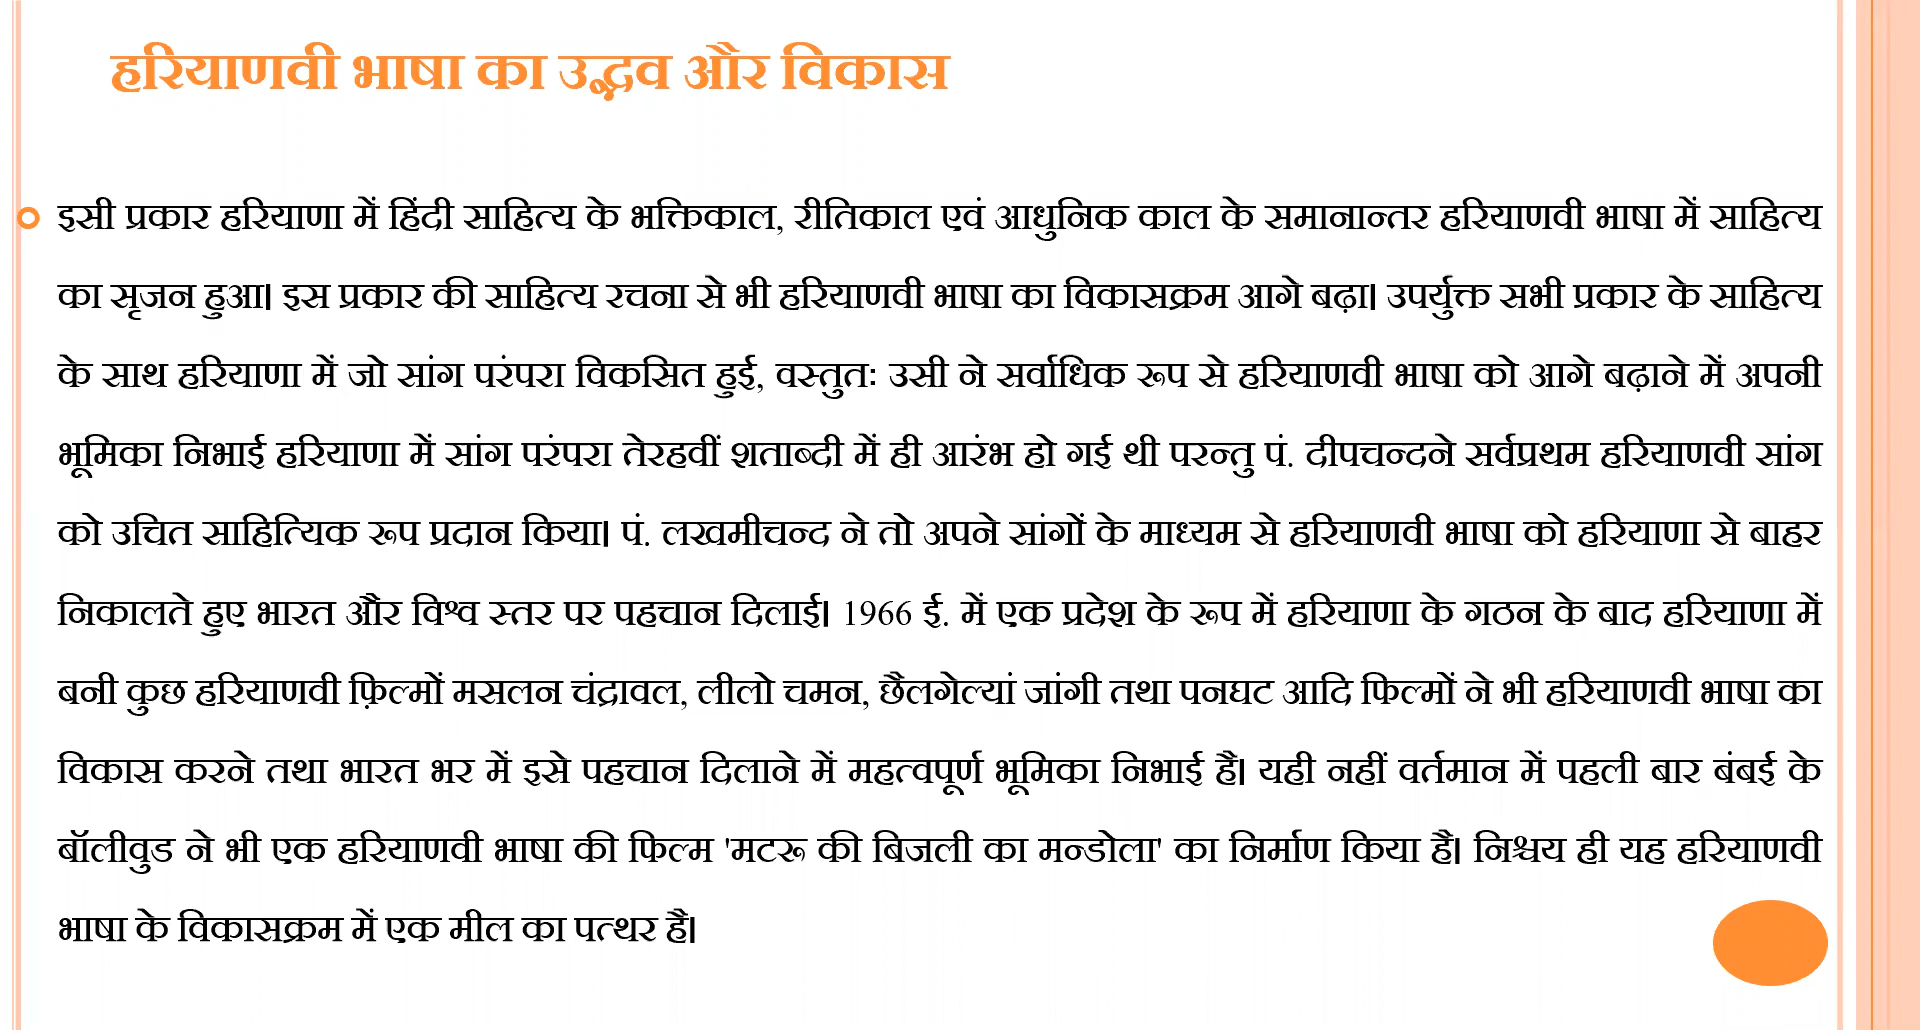 हरियाणवी भाषा का उद्भव और विकास
इसी प्रकार हरियाणा में हिंदी साहित्य के भक्तिकाल, रीतिकाल एवं आधुनिक काल के समानान्तर हरियाणवी भाषा में साहित्य
का सृजन हुआ। इस प्रकार की साहित्य रचना से भी हरियाणवी भाषा का विकासक्रम आगे बढ़ा। उपर्युक्त सभी प्रकार के साहित्य
के साथ हरियाणा में जो सांग परंपरा विकसित हुई, वस्तुतः उसी ने सर्वाधिक रूप से हरियाणवी भाषा को आगे बढ़ाने में अपनी
भूमिका निभाई हरियाणा में सांग परंपरा तेरहवीं शताब्दी में ही आरंभ हो गई थी परन्तु पं. दीपचन्दने सर्वप्रथम हरियाणवी सांग
को उचित साहित्यिक रूप प्रदान किया। पं. लखमीचन्द ने तो अपने सांगों के माध्यम से हरियाणवी भाषा को हरियाणा से बाहर
निकालते हुए भारत और विश्व स्तर पर पहचान दिलाई। 1966 ई. में एक प्रदेश के रूप में हरियाणा के गठन के बाद हरियाणा में
बनी कुछ हरियाणवी फ़िल्मों मसलन चंद्रावल, लीलो चमन, छैलगेल्यां जांगी तथा पनघट आदि फिल्मों ने भी हरियाणवी भाषा का
विकास करने तथा भारत भर में इसे पहचान दिलाने में महत्वपूर्ण भूमिका निभाई है। यही नहीं वर्तमान में पहली बार बंबई के
बॉलीवुड ने भी एक हरियाणवी भाषा की फिल्म 'मटरू की बिजली का मन्डोला' का निर्माण किया है। निश्चय ही यह हरियाणवी
भाषा के विकासक्रम में एक मील का पत्थर है।